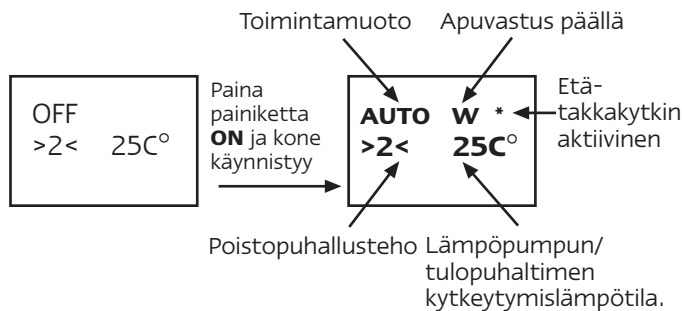 Toimintamuoto
Apuvastus päällä
OFF
>2< 25C°
Paina
painiketta
ON ja kone
käynnistyy
AUTO W *
>2< 25C°
Etä-
takkakytkin
aktiivinen
Poistopuhallusteho
Lämpöpumpun/
tulopuhaltimen
kytkeytymislämpötila.